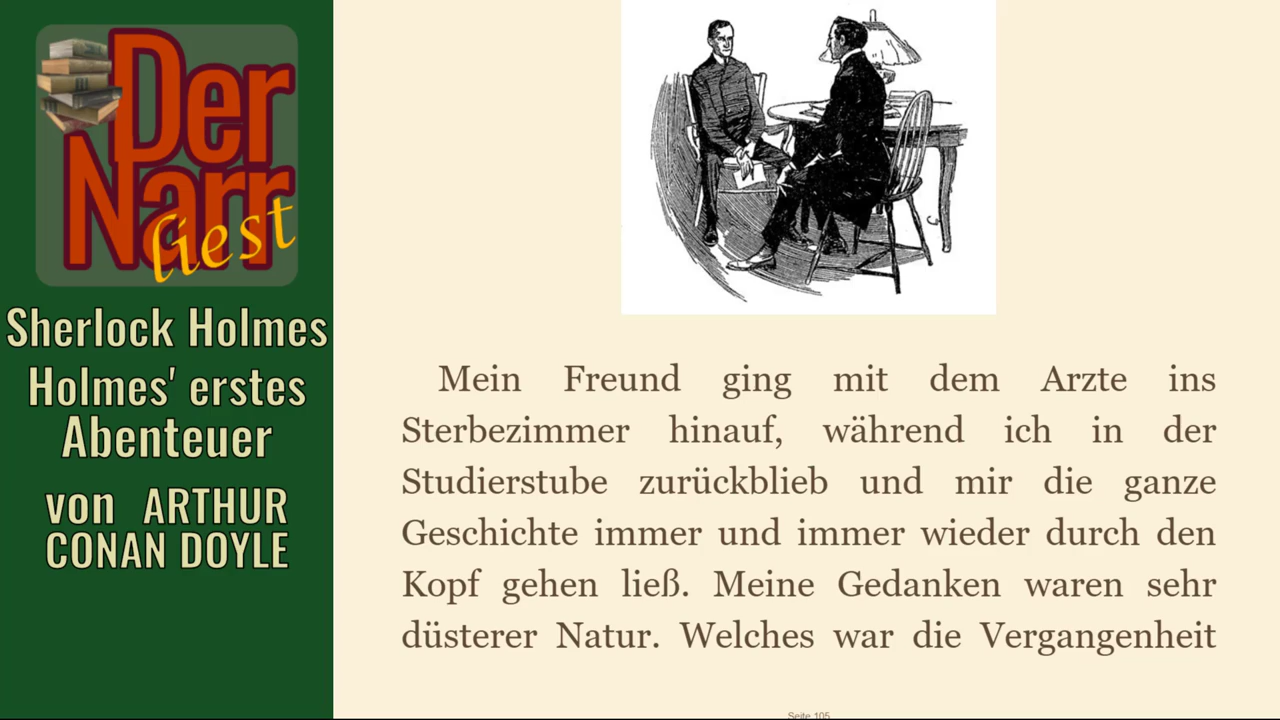 Der
Narr
liest
Sherlock Holmes
Holmes' erstes
Abenteuer
von ARTHUR
CONAN DOYLE
Mein Freund ging mit dem Arzte ins
Sterbezimmer hinauf, während ich in der
Studierstube zurückblieb und mir die ganze
Geschichte immer und immer wieder durch den
Kopf gehen ließ. Meine Gedanken waren sehr
düsterer Natur. Welches war die Vergangenheit
Seite 105